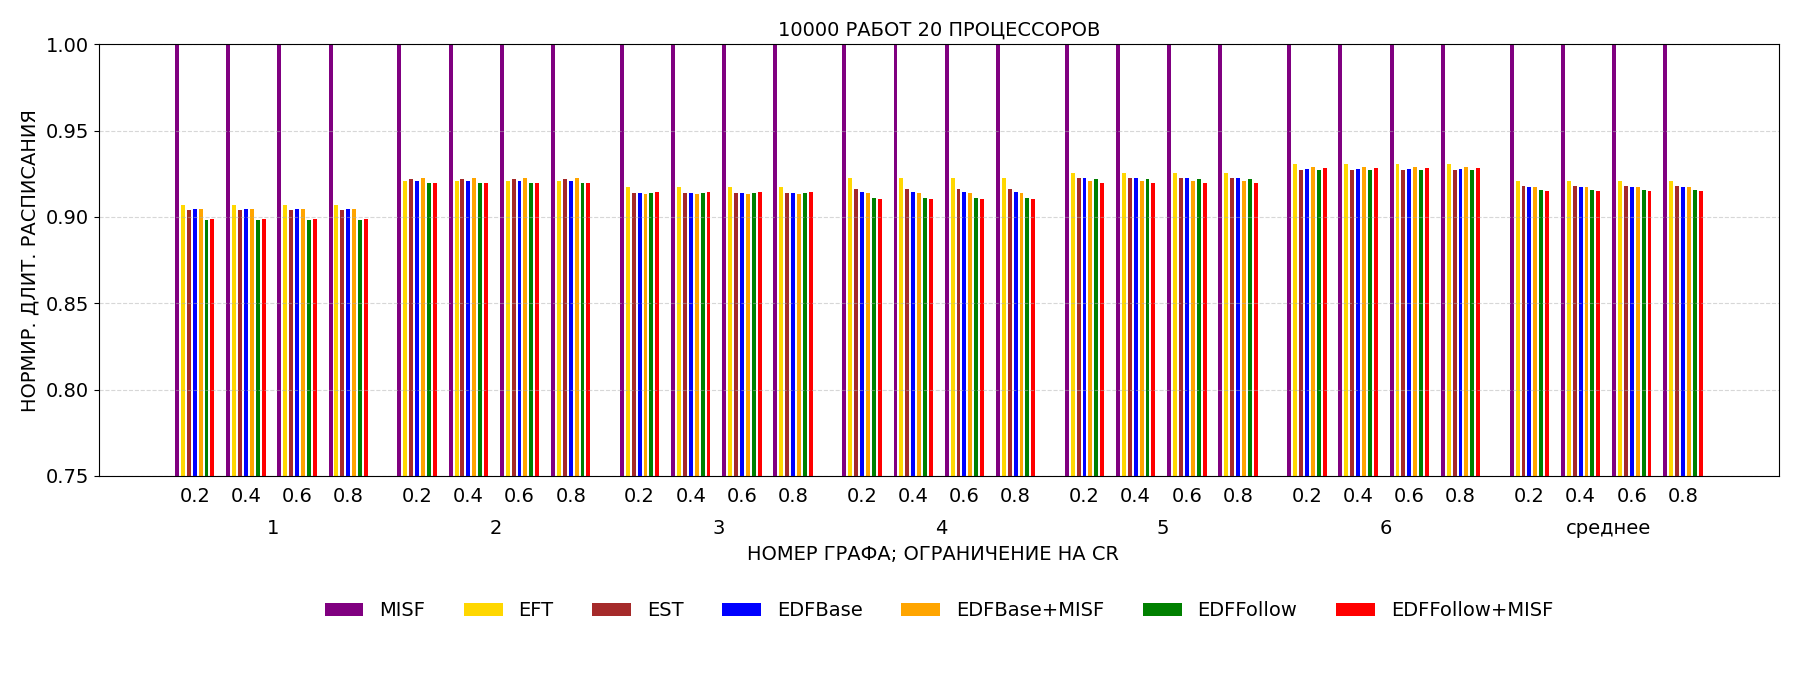 10000 РАБОТ 20 ПРОЦЕССОРОВ
НОРМИР. ДЛИТ. РАСПИСАНИЯ
1.00
0.95
0.90
0.85
0.80
0.75
0.2 0.4 0.6 0.8 0.2 0.4 0.6 0.8 0.2 0.4 0.6 0.8 0.2 0.4 0.6 0.8 0.2 0.4 0.6 0.8 0.2 0.4 0.6 0.8 0.2 0.4 0.6 0.8
1 2 3 4 5 6 среднее
НОМЕР ГРАФА; ОГРАНИЧЕНИЕ НА CR
MISF EFT EST EDFBase EDFBase+MISF EDFFollow EDFFollow+MISF